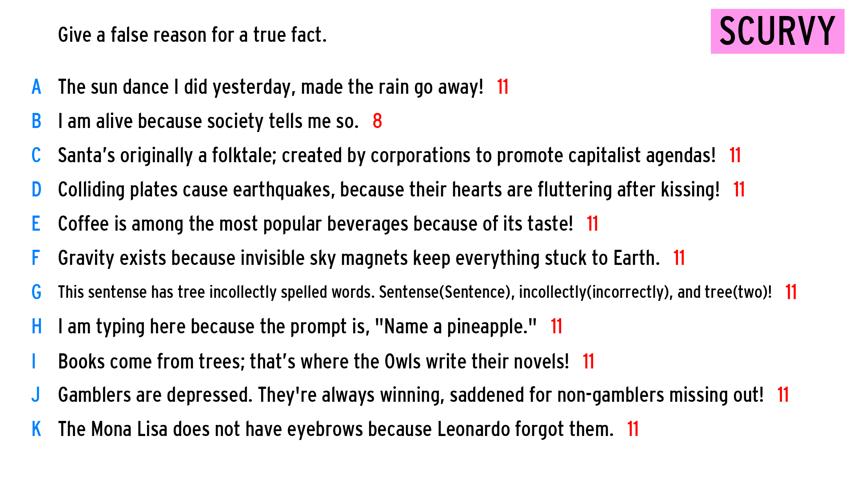 SCURVY
Give a false reason for a true fact.
A The sun dance I did yesterday, made the rain go away! 11
B I am alive because society tells me so. 8
C Santa's originally a folktale; created by corporations to promote capitalist agendas! 11
D Colliding plates cause earthquakes, because their hearts are fluttering after kissing! 11
E Coffee is among the most popular beverages because of its taste! 11
F Gravity exists because invisible sky magnets keep everything stuck to Earth. 11
G This sentense has tree incollectly spelled words. Sentense(Sentence), incollectly(incorrectly), and tree(two)! 11
H I am typing here because the prompt is, "Name a pineapple." 11
I Books come from trees; that's where the Owls write their novels! 11
J Gamblers are depressed. They're always winning, saddened for non-gamblers missing out! 11
K The Mona Lisa does not have eyebrows because Leonardo forgot them. 11